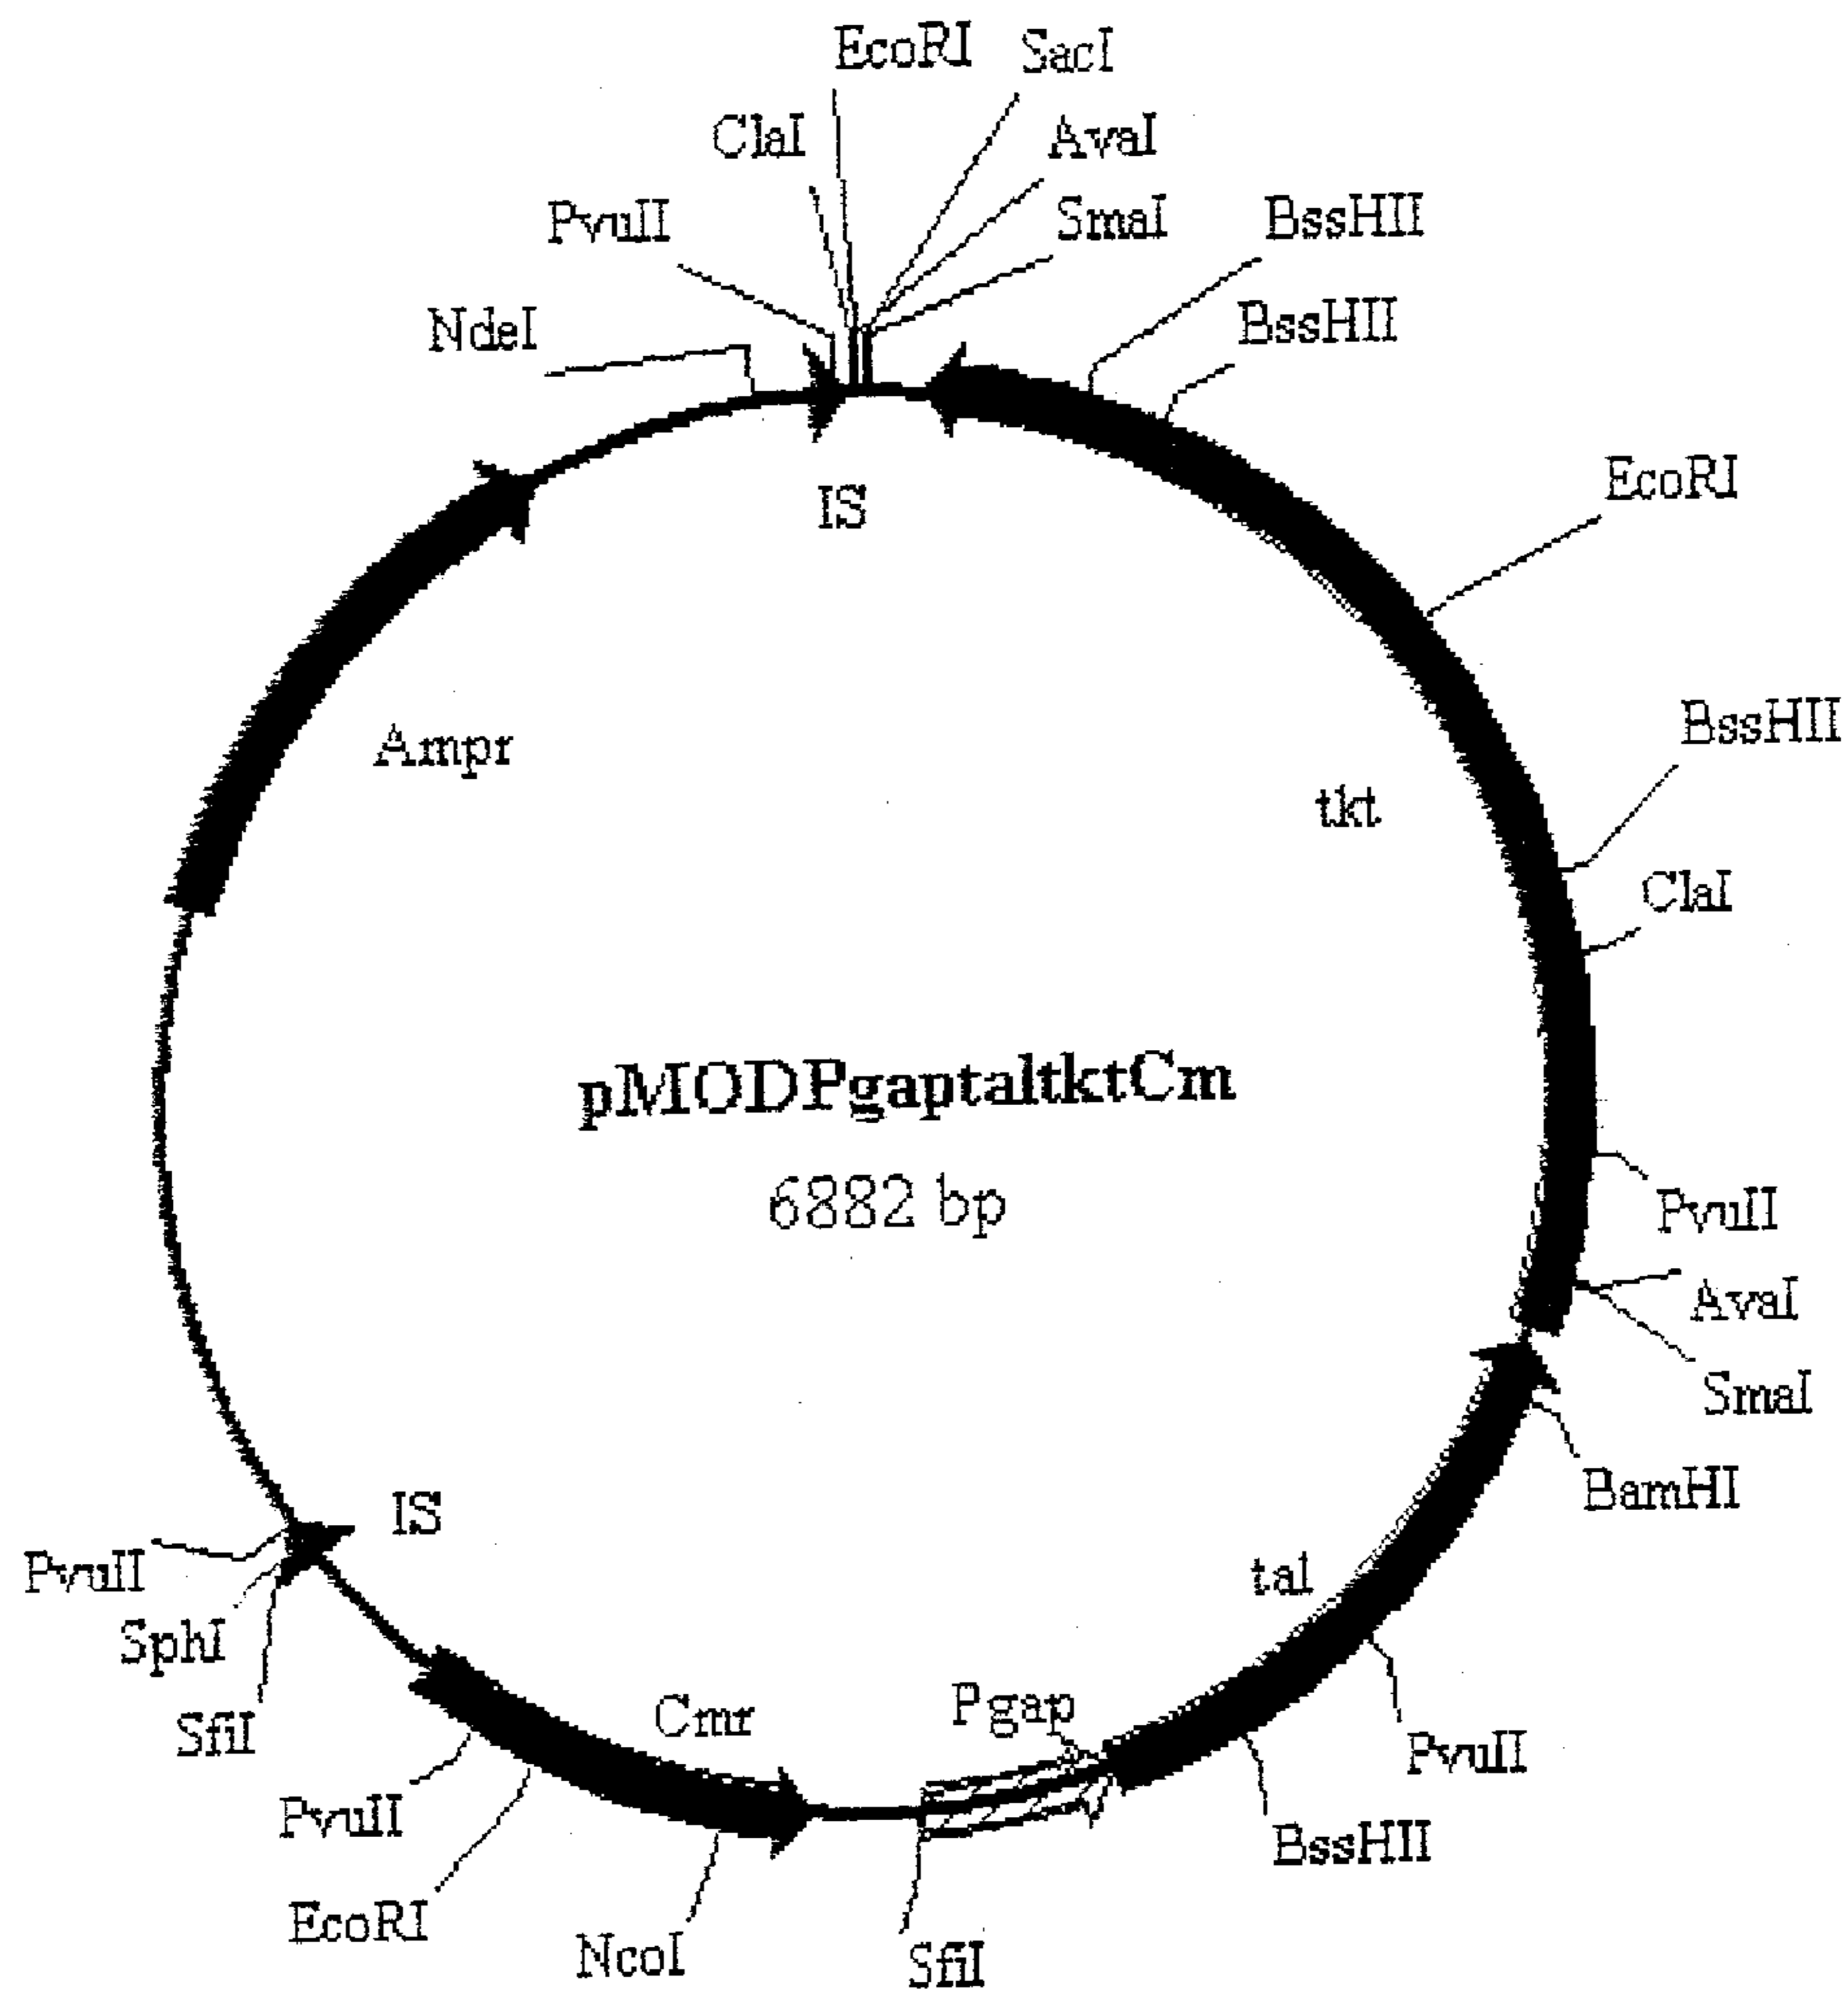 EcoRI
SacI
ClaI
AvaI
PvuII
SmaI
BssHII
NdeI
BssHII
EcoRI
IS
BssHII
Ampr
tkt
ClaI
pMODPgaptaltktCm
6882 bp
PvuII
AvaI
SmaI
BamHI
IS
PvuII
tal
SphI
SfiI
Cmr
Pgap
PvuII
PvuII
BssHII
EcoRI
NcoI
SfiI